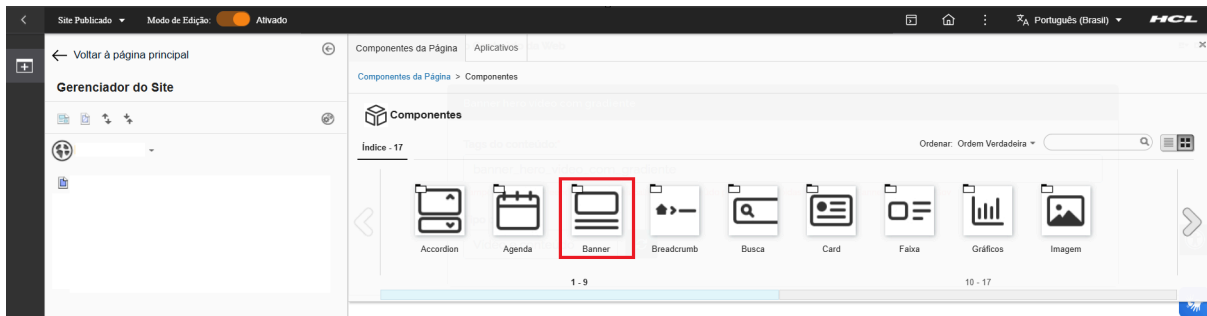 Site Publicado Modo de Edição: Ativado Português (Brasil) HCL
Voltar à página principal
Gerenciador do Site
Componentes da Página Aplicativos
Componentes da Página > Componentes
Componentes
Índice - 17
Ordenar: Ordem Verdadeira
Accordion Agenda Banner Breadcrumb Busca Card Faixa Gráficos Imagem
1 - 9 10 - 17